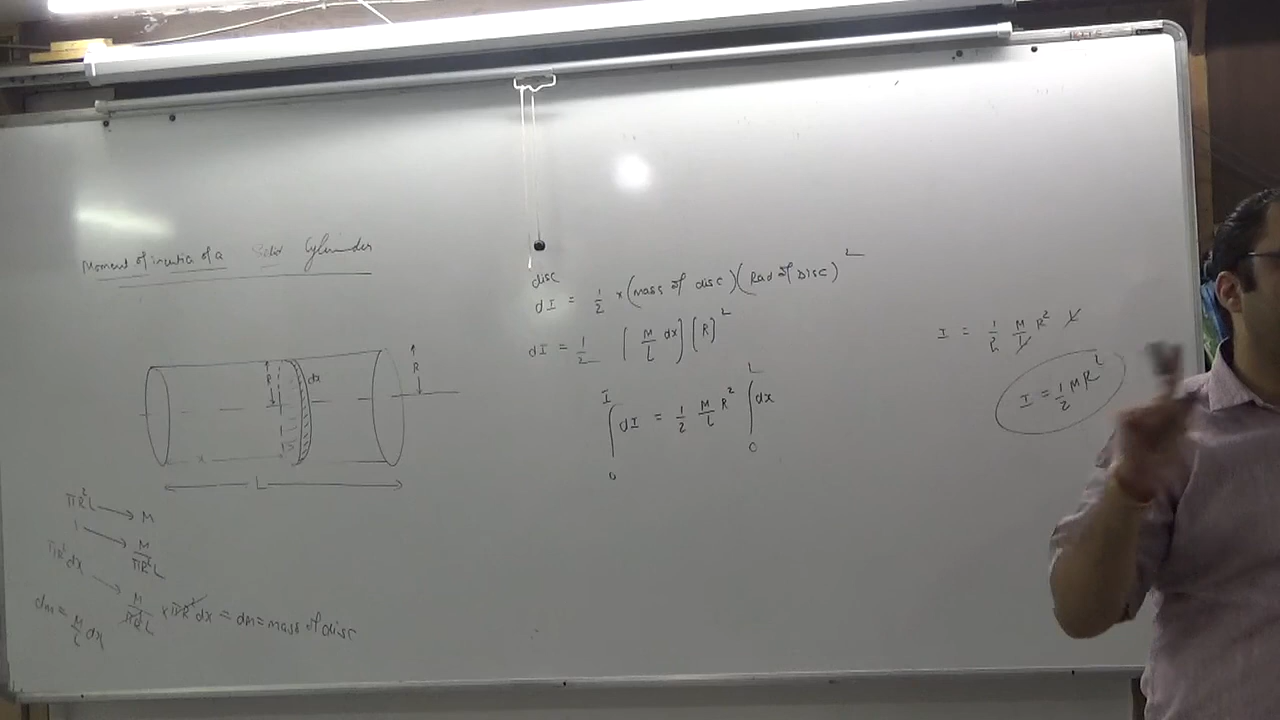 Moment of inertia of a Solid Cylinder
R
dx
R
x
L
πR²L → M
1 → M/πR²L
πR²dx → M/πR²L × πR²dx = dm = mass of disc
dm = M/L dx
disc
dI = 1/2 × (mass of disc)(Rad of Disc)²
dI = 1/2 [M/L dx][R]²
∫₀ᴵ dI = 1/2 M/L R² ∫₀ᴸ dx
I = 1/2 M/L R² L
I = 1/2 MR²